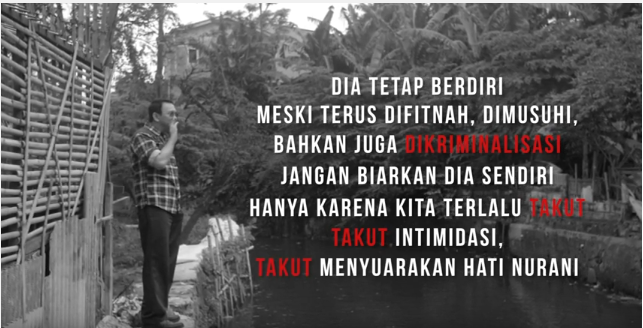 DIA TETAP BERDIRI
MESKI TERUS DIFITNAH, DIMUSUHI,
BAHKAN JUGA DIKRIMINALISASI
JANGAN BIARKAN DIA SENDIRI
HANYA KARENA KITA TERLALU TAKUT
TAKUT INTIMIDASI,
TAKUT MENYUARAKAN HATI NURANI